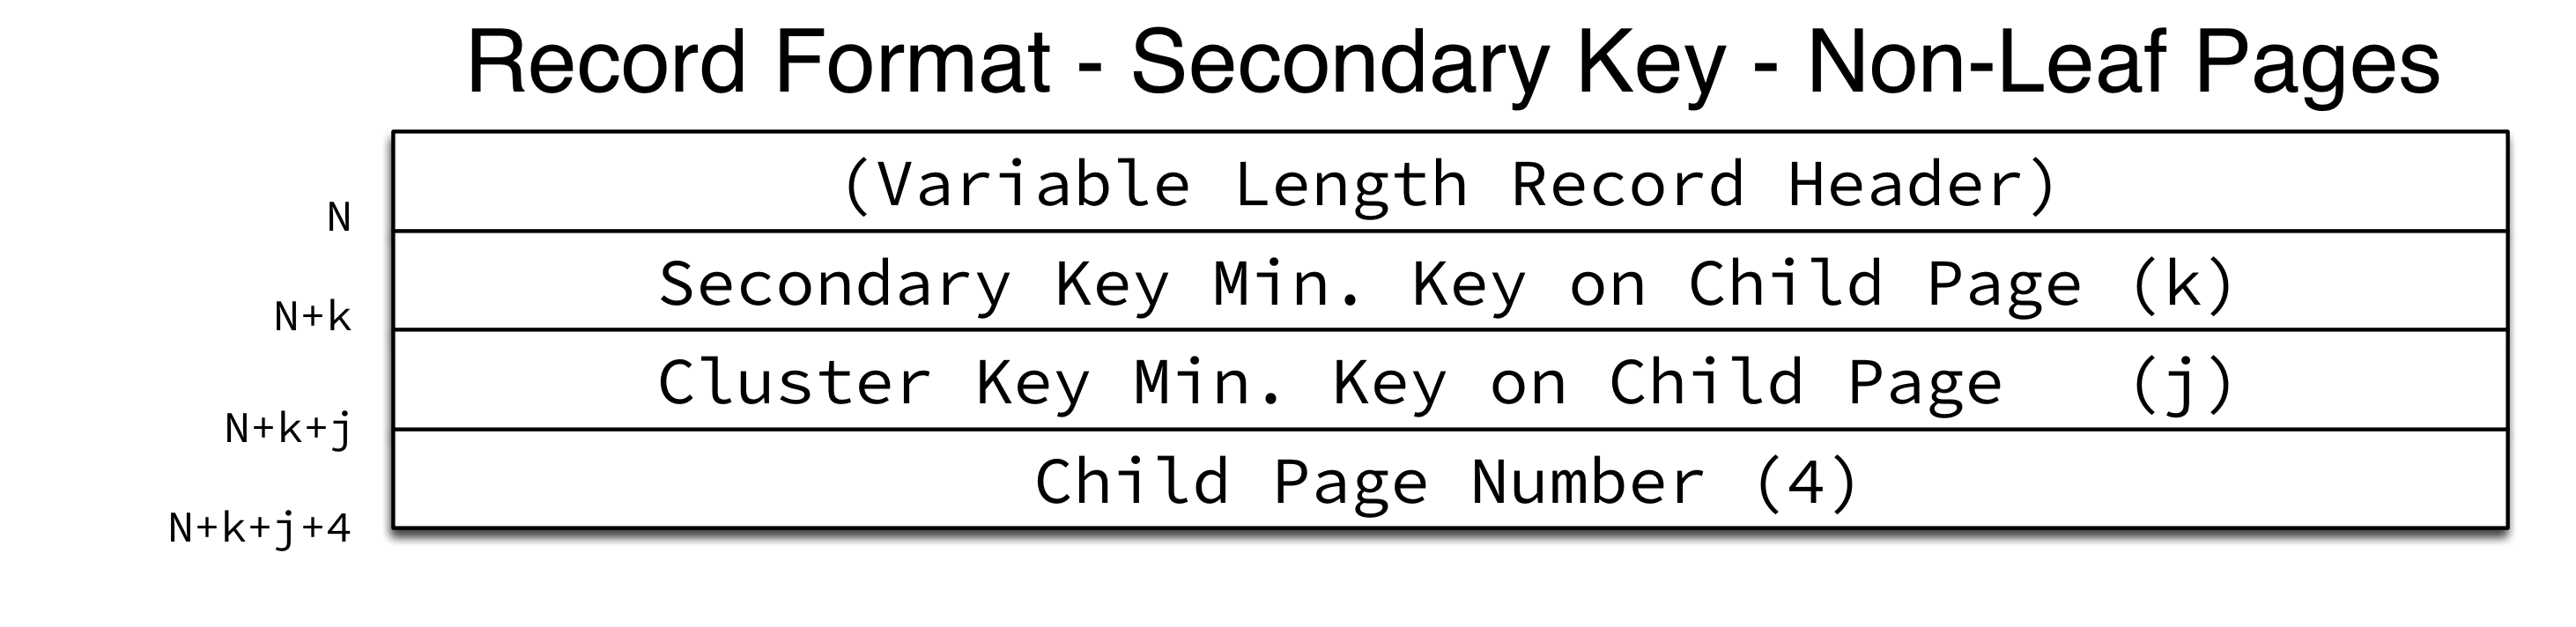 Record Format - Secondary Key - Non-Leaf Pages
(Variable Length Record Header)
N
Secondary Key Min. Key on Child Page (k)
N+k
Cluster Key Min. Key on Child Page (j)
N+k+j
Child Page Number (4)
N+k+j+4